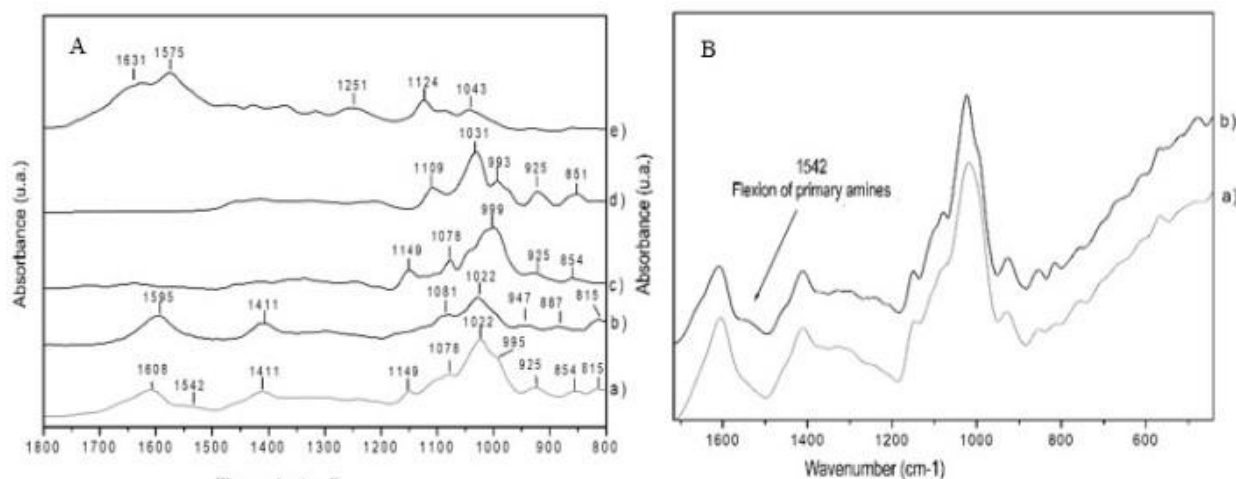 A
1631
1575
1251
1124
1043
e)
1109
1031
993
925
851
d)
1149
1078
999
925
854
c)
1595
1411
1081
1022
947
887
815
b)
1608
1542
1411
1149
1078
1022
995
925
854
815
a)
1800 1700 1600 1500 1400 1300 1200 1100 1000 900 800
Absorbance (u.a.)
B
b)
1542
Flexion of primary amines
a)
1600 1400 1200 1000 800 600
Absorbance (u.a.)
Wavenumber (cm-1)